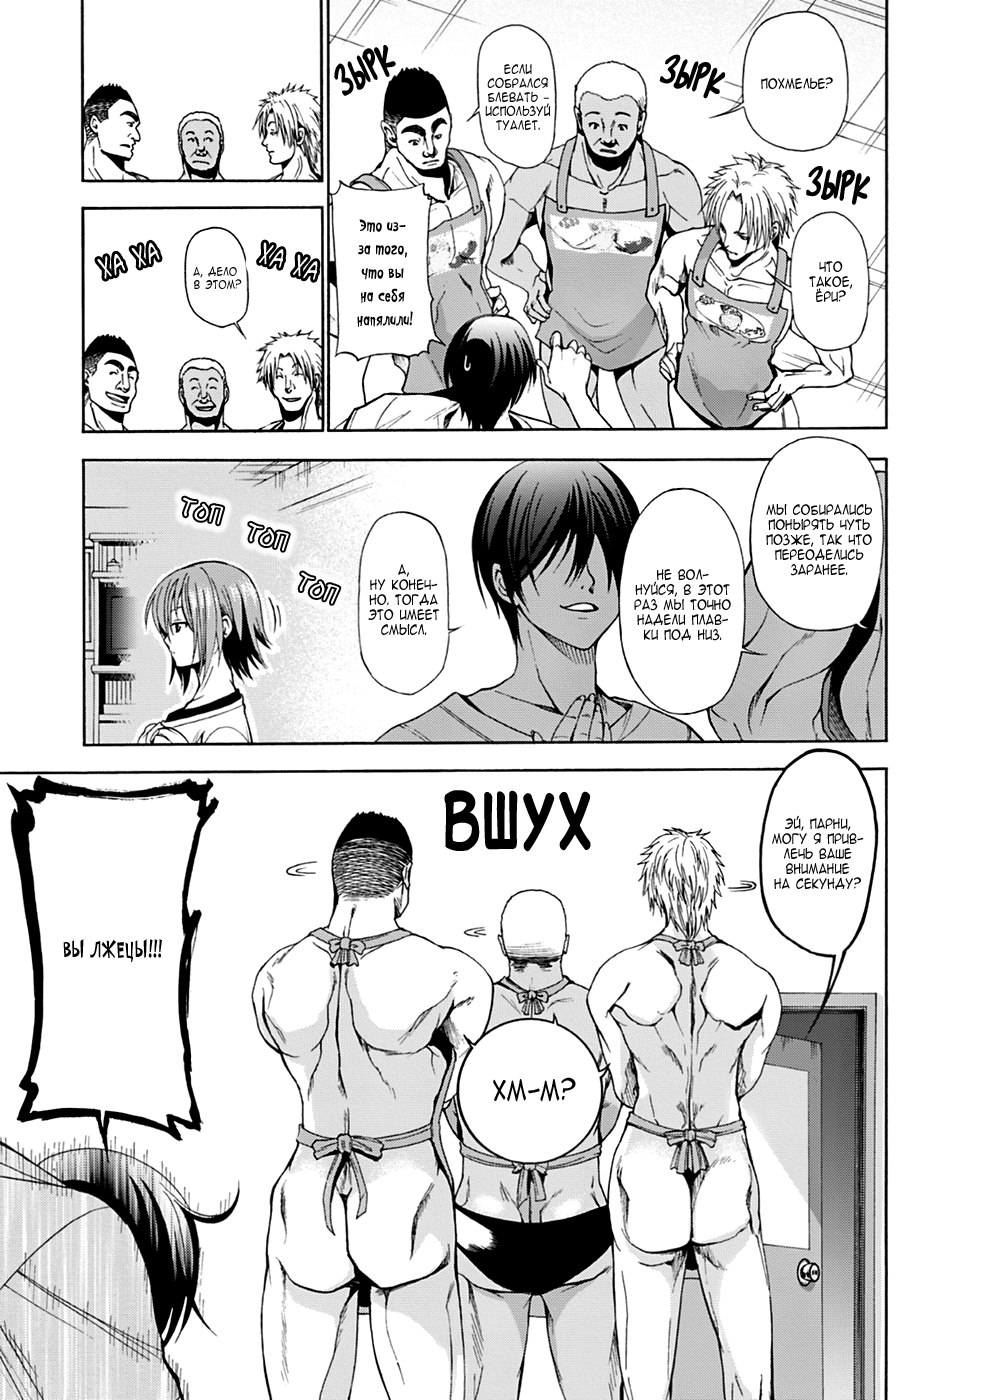 ПОХМЕЛЬЕ?
ЗЫРК
ЕСЛИ
СОБРАЛСЯ
БЛЕВАТЬ -
ИСПОЛЬЗУЙ
ТУАЛЕТ.
ЗЫРК
ЗЫРК
ЧТО
ТАКОЕ,
ЁРИ?
Это из-
за того,
что вы
на себя
напялили!
А, ДЕЛО
В ЭТОМ?
ХА ХА
ХА ХА
МЫ СОБИРАЛИСЬ
ПОНЫРЯТЬ ЧУТЬ
ПОЗЖЕ, ТАК ЧТО
ПЕРЕОДЕЛИСЬ
ЗАРАНЕЕ.
НЕ ВОЛ-
НУЙСЯ, В ЭТОТ
РАЗ МЫ ТОЧНО
НАДЕЛИ ПЛАВ-
КИ ПОД НИЗ.
А,
НУ КОНЕЧ-
НО. ТОГДА
ЭТО ИМЕЕТ
СМЫСЛ.
ТОП
ТОП
ТОП
ЭЙ, ПАРНИ,
МОГУ Я ПРИВ-
ЛЕЧЬ ВАШЕ
ВНИМАНИЕ
НА СЕКУНДУ?
ВШУХ
ХМ-М?
ВЫ ЛЖЕЦЫ!!!